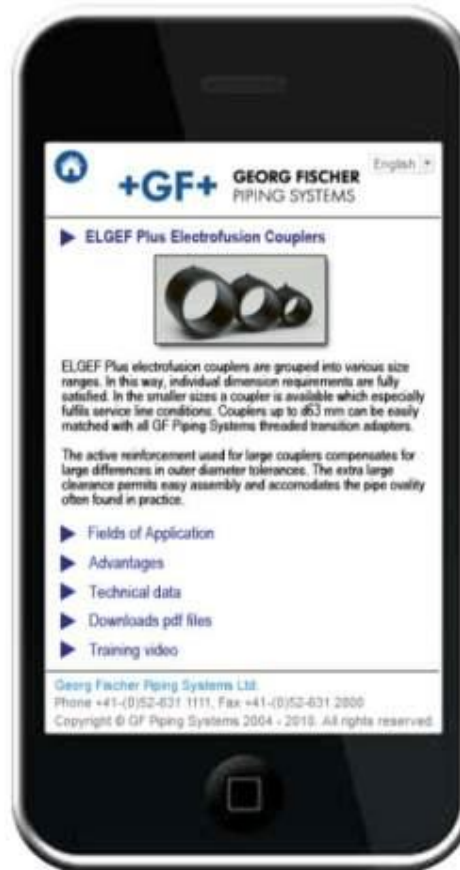 English
+GF+ GEORG FISCHER
PIPING SYSTEMS
ELGEF Plus Electrofusion Couplers
ELGEF Plus electrofusion couplers are grouped into various size
ranges. In this way, individual dimension requirements are fully
satisfied. In the smaller sizes a coupler is available which especially
fulfils service line conditions. Couplers up to d63 mm can be easily
matched with all GF Piping Systems threaded transition adapters.
The active reinforcement used for large couplers compensates for
large differences in outer diameter tolerances. The extra large
clearance permits easy assembly and accomodates the pipe ovality
often found in practice.
Fields of Application
Advantages
Technical data
Downloads pdf files
Training video
Georg Fischer Piping Systems Ltd.
Phone +41-(0)52-631 1111, Fax +41-(0)52-631 2800
Copyright © GF Piping Systems 2004 - 2010. All rights reserved.